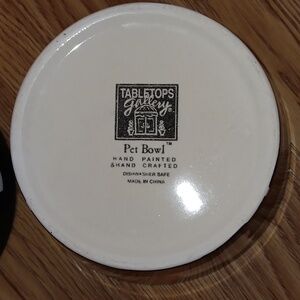 TABLETOPS
Gallery®
Pet Bowl™
HAND PAINTED
& HAND CRAFTED
DISHWASHER SAFE
MADE IN CHINA